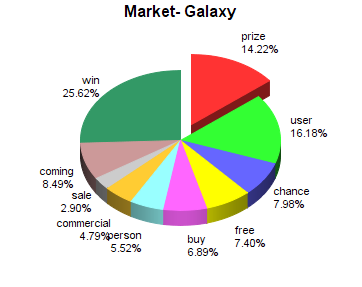 Market- Galaxy
prize
14.22%
user
16.18%
chance
7.98%
free
7.40%
buy
6.89%
person
5.52%
commercial
4.79%
sale
2.90%
coming
8.49%
win
25.62%